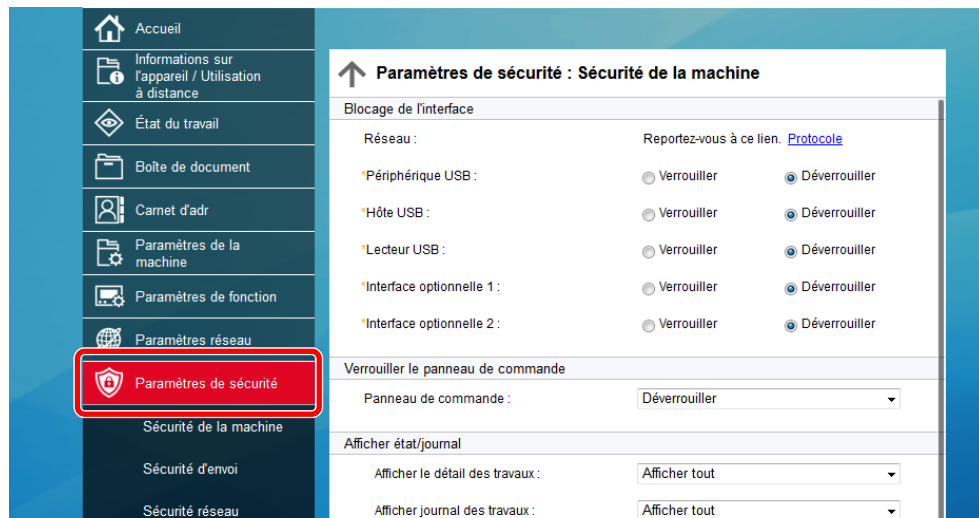 Accueil
Informations sur
l'appareil / Utilisation
à distance
État du travail
Boîte de document
Carnet d'adr
Paramètres de la
machine
Paramètres de fonction
Paramètres réseau
Paramètres de sécurité
Sécurité de la machine
Sécurité d'envoi
Sécurité réseau
Paramètres de sécurité : Sécurité de la machine
Blocage de l'interface
Réseau : Reportez-vous à ce lien. Protocole
*Périphérique USB : Verrouiller Déverrouiller
*Hôte USB : Verrouiller Déverrouiller
*Lecteur USB : Verrouiller Déverrouiller
*Interface optionnelle 1 : Verrouiller Déverrouiller
*Interface optionnelle 2 : Verrouiller Déverrouiller
Verrouiller le panneau de commande
Panneau de commande : Déverrouiller
Afficher état/journal
Afficher le détail des travaux : Afficher tout
Afficher journal des travaux : Afficher tout